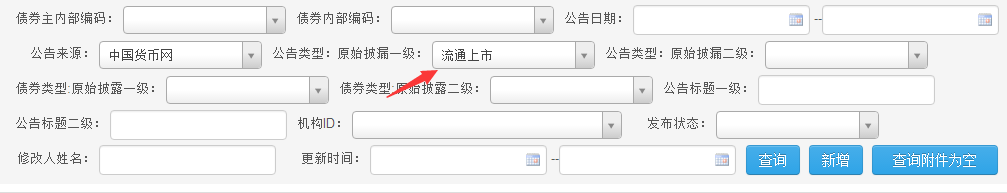 债券主内部编码: 债券内部编码: 公告日期: --
公告来源: 中国货币网 公告类型: 原始披漏一级: 流通上市 公告类型: 原始披漏二级:
债券类型:原始披露一级: 债券类型:原始披露二级: 公告标题一级:
公告标题二级: 机构ID: 发布状态:
修改人姓名: 更新时间: -- 查询 新增 查询附件为空